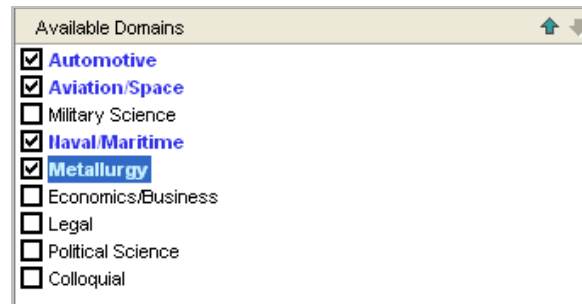 Available Domains
Automotive
Aviation/Space
Military Science
Naval/Maritime
Metallurgy
Economics/Business
Legal
Political Science
Colloquial